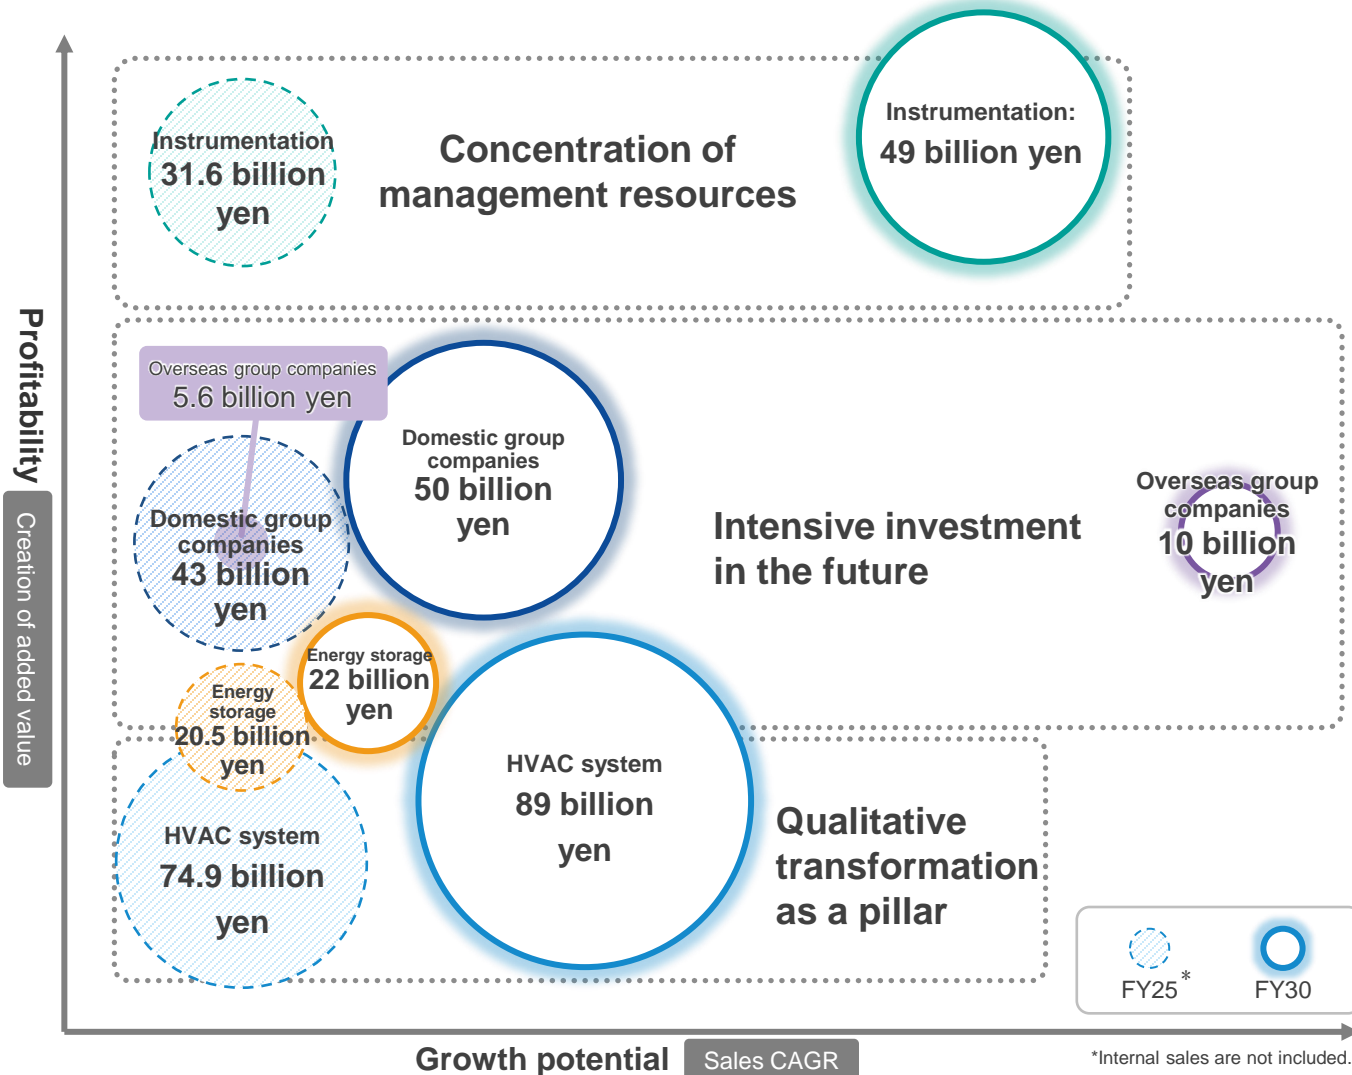 Instrumentation
31.6 billion
yen
Concentration of
management resources
Instrumentation:
49 billion yen
Profitability
Creation of added value
Overseas group companies
5.6 billion yen
Domestic group
companies
43 billion
yen
Domestic group
companies
50 billion
yen
Intensive investment
in the future
Overseas group
companies
10 billion
yen
Energy storage
22 billion
yen
Energy
storage
20.5 billion
yen
HVAC system
74.9 billion
yen
HVAC system
89 billion
yen
Qualitative
transformation
as a pillar
FY25*
FY30
Growth potential
Sales CAGR
*Internal sales are not included.